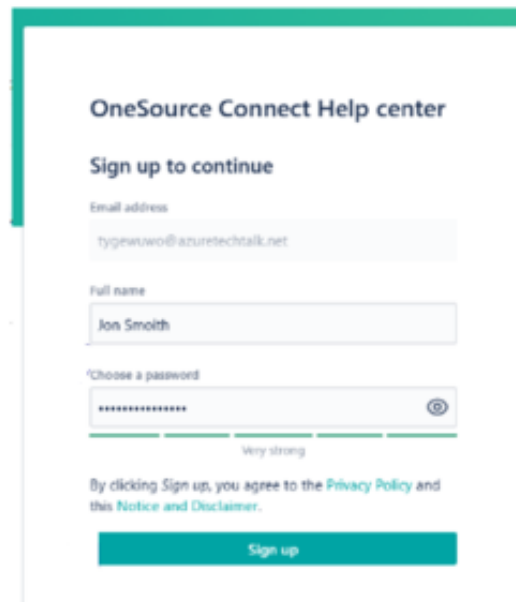 OneSource Connect Help center
Sign up to continue
Email address
tygewuwo@azuretechtalk.net
Full name
Jon Smoith
Choose a password
•••••••••••••••
Very strong
By clicking Sign up, you agree to the Privacy Policy and
this Notice and Disclaimer.
Sign up